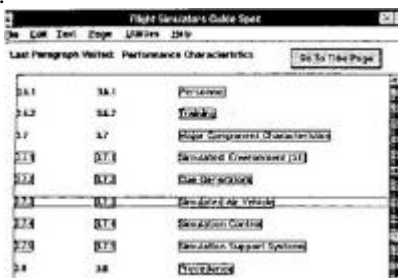 Flight Simulators Guide Spec
File Edit Text Page Utilities Help
Last Paragraph Visited: Performance Characteristics
Go To Title Page
3.6.1 3.6.1 Personnel
3.6.2 3.6.2 Training
3.7 3.7 Major Component Characteristics
3.7.1 3.7.1 Simulated Environment (SE)
3.7.2 3.7.2 Cue Generators
3.7.3 3.7.3 Simulated Air Vehicle
3.7.4 3.7.4 Simulation Control
3.7.5 3.7.5 Simulation Support Systems
3.8 3.8 Precedence